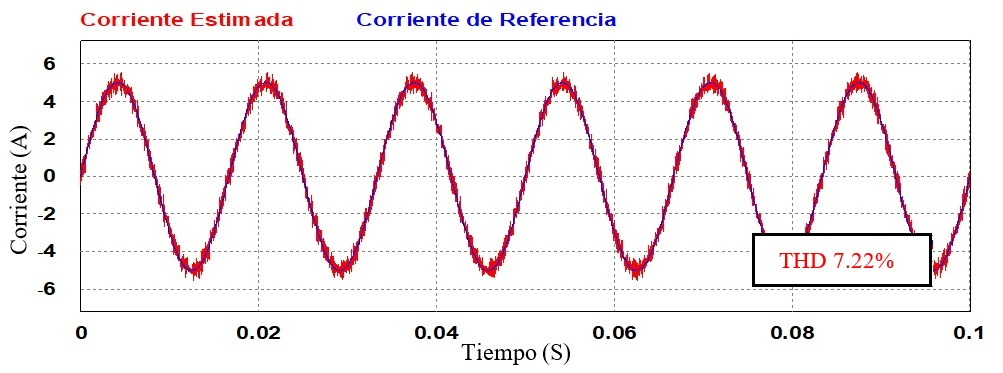 Corriente Estimada Corriente de Referencia
6
4
2
0
-2
-4
-6
Corriente (A)
THD 7.22%
0 0.02 0.04 0.06 0.08 0.1
Tiempo (S)